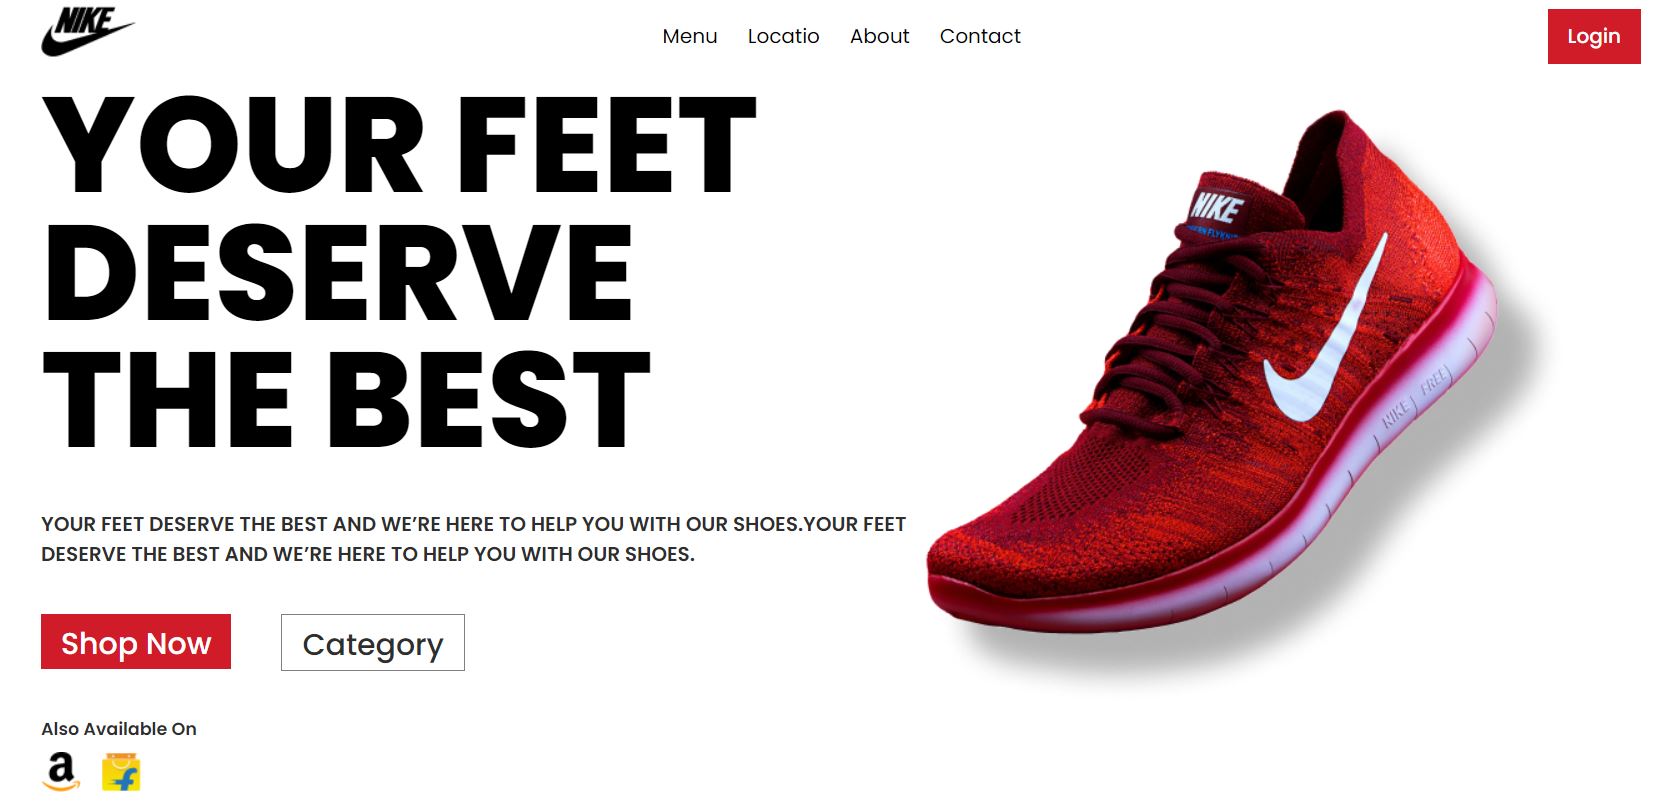 NIKE
Menu Locatio About Contact
Login
YOUR FEET
DESERVE
THE BEST
NIKE
NIKE FREE
YOUR FEET DESERVE THE BEST AND WE’RE HERE TO HELP YOU WITH OUR SHOES.YOUR FEET
DESERVE THE BEST AND WE’RE HERE TO HELP YOU WITH OUR SHOES.
Shop Now
Category
Also Available On
a
f